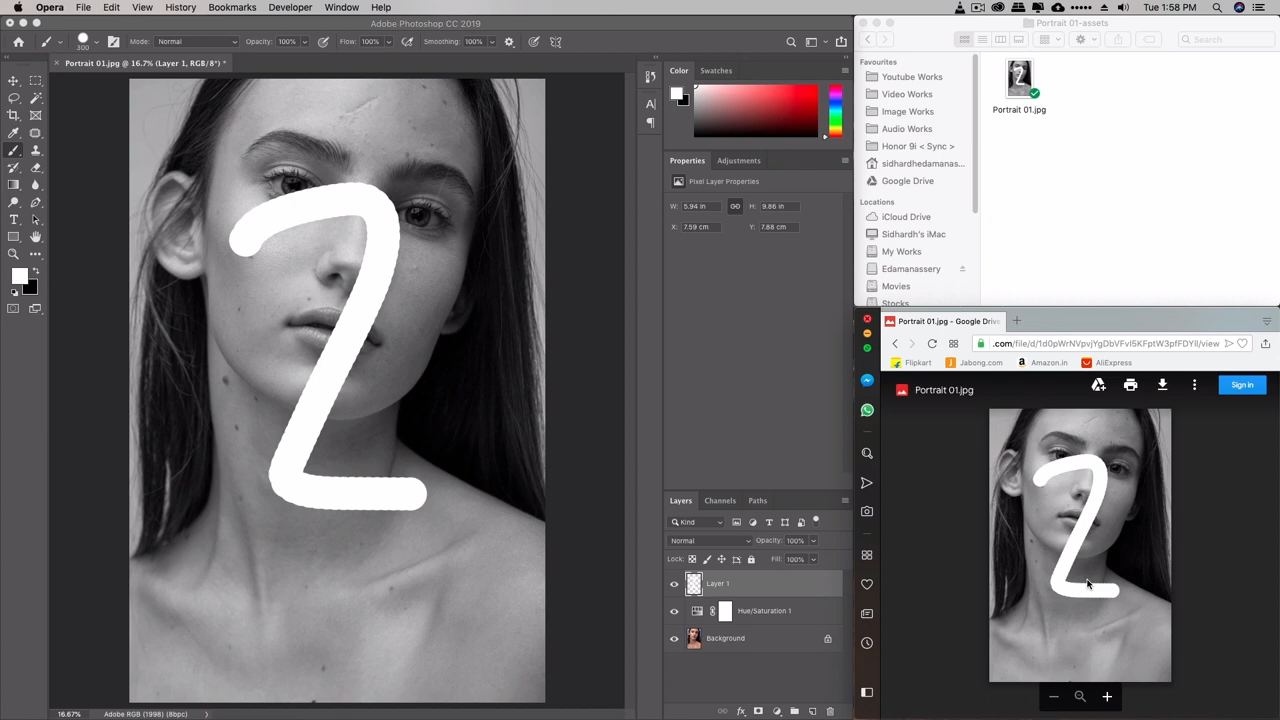 Opera File Edit View History Bookmarks Developer Window Help
Tue 1:58 PM
Adobe Photoshop CC 2019
300
Mode: Normal Opacity: 100% Flow: 100% Smoothing: 100%
× Portrait 01.jpg @ 16.7% (Layer 1, RGB/8*) *
2
16.67% Adobe RGB (1998) (8bpc)
Color Swatches
Properties Adjustments
Pixel Layer Properties
W: 5.94 in H: 9.86 in
X: 7.59 cm Y: 7.88 cm
Layers Channels Paths
Kind
Normal Opacity: 100%
Lock: Fill: 100%
Layer 1
Hue/Saturation 1
Background
Portrait 01-assets
Search
Favourites
Youtube Works
Video Works
Image Works
Audio Works
Honor 9i < Sync >
sidhardhedamanas...
Google Drive
Locations
iCloud Drive
Sidhardh's iMac
My Works
Edamanassery
Movies
Stocks
Portrait 01.jpg
Portrait 01.jpg - Google Drive
.com/file/d/1d0pWrNVpvjYgDbVFvI5KFptW3pfFDYII/view
Flipkart Jabong.com Amazon.in AliExpress
Portrait 01.jpg
Sign in
2